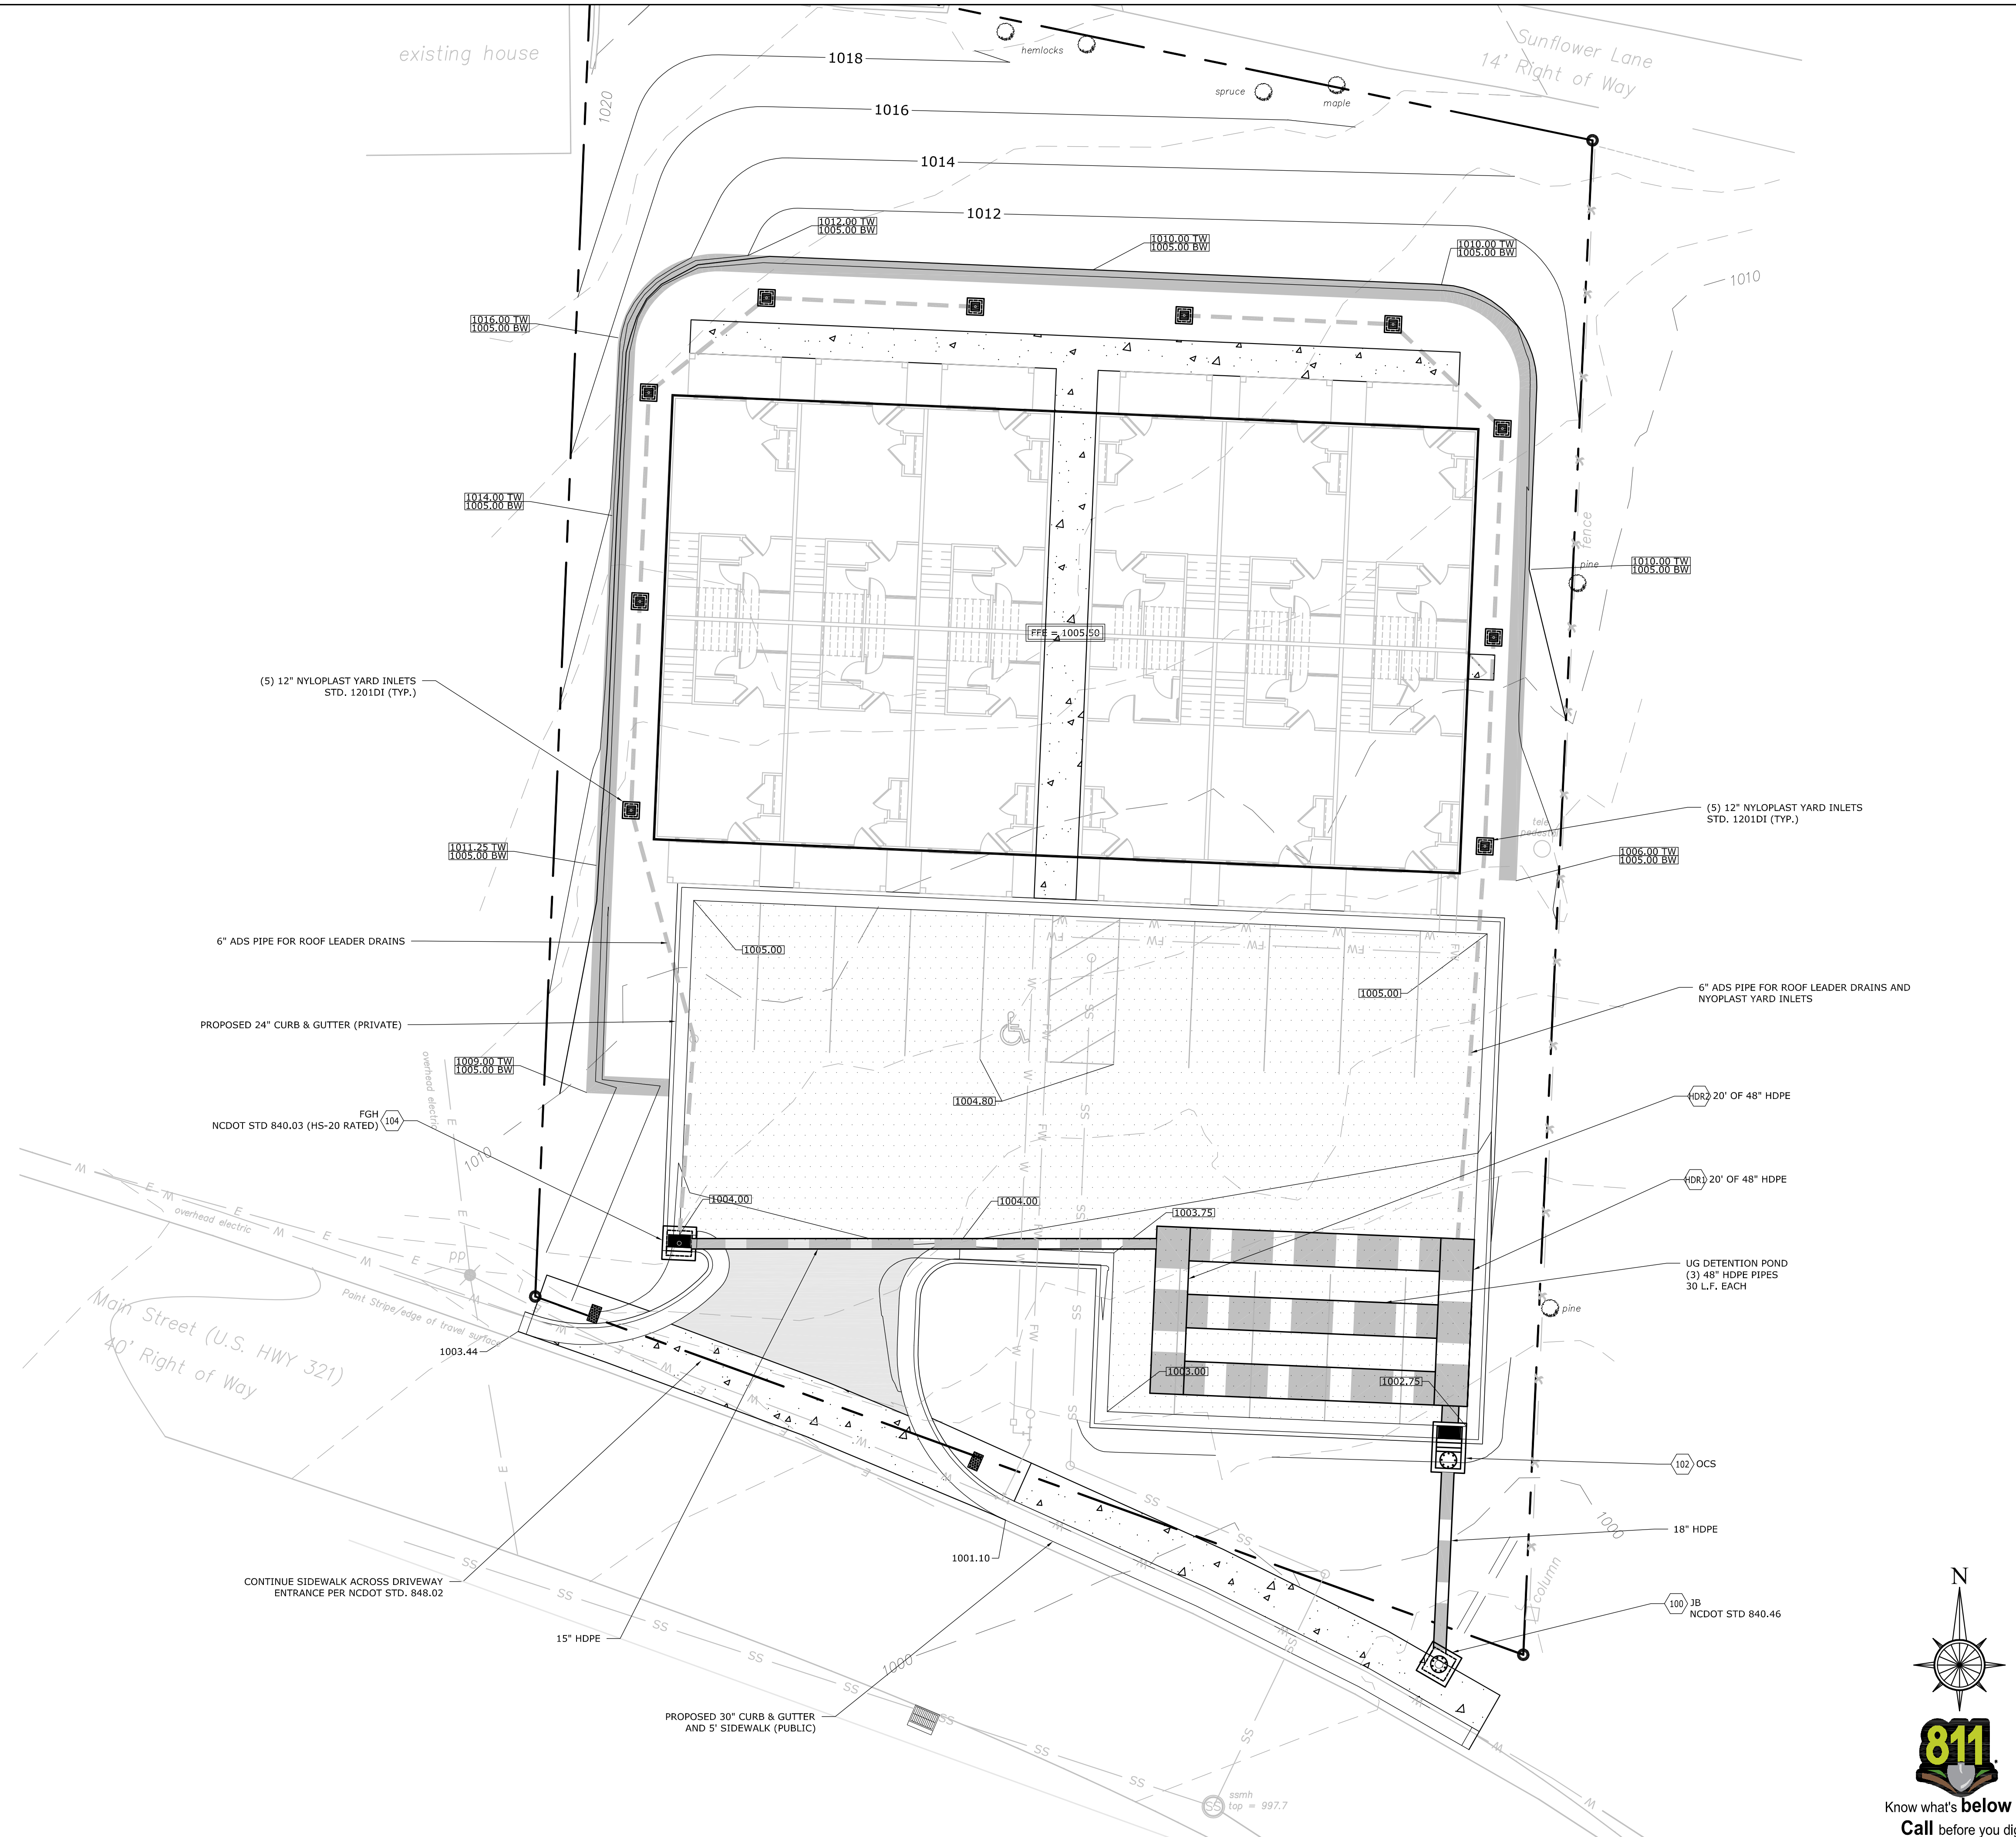 existing house
1018
1020
hemlocks
Sunflower Lane
14' Right of Way
spruce
maple
1016
1014
1012
1012.00 TW
1005.00 BW
1010.00 TW
1005.00 BW
1010.00 TW
1005.00 BW
1010
1016.00 TW
1005.00 BW
1014.00 TW
1005.00 BW
fence
pine
1010.00 TW
1005.00 BW
FFE = 1005.50
(5) 12" NYLOPLAST YARD INLETS
STD. 1201DI (TYP.)
(5) 12" NYLOPLAST YARD INLETS
STD. 1201DI (TYP.)
tele
pedestal
1011.25 TW
1005.00 BW
1006.00 TW
1005.00 BW
6" ADS PIPE FOR ROOF LEADER DRAINS
1005.00
1005.00
6" ADS PIPE FOR ROOF LEADER DRAINS AND
NYOPLAST YARD INLETS
PROPOSED 24" CURB & GUTTER (PRIVATE)
overhead electric
1009.00 TW
1005.00 BW
1004.80
HDR2 20' OF 48" HDPE
FGH
NCDOT STD 840.03 (HS-20 RATED) 104
1010
HDR1 20' OF 48" HDPE
1004.00
1004.00
1003.75
overhead electric
pp
UG DETENTION POND
(3) 48" HDPE PIPES
30 L.F. EACH
pine
Main Street (U.S. HWY 321)
40' Right of Way
Paint Stripe/edge of travel surface
1003.44
1003.00
1002.75
102 OCS
1000
18" HDPE
1001.10
CONTINUE SIDEWALK ACROSS DRIVEWAY
ENTRANCE PER NCDOT STD. 848.02
column
100 JB
NCDOT STD 840.46
15" HDPE
1000
PROPOSED 30" CURB & GUTTER
AND 5' SIDEWALK (PUBLIC)
ssmh
top = 997.7
SS
N
811
Know what's below
Call before you dig